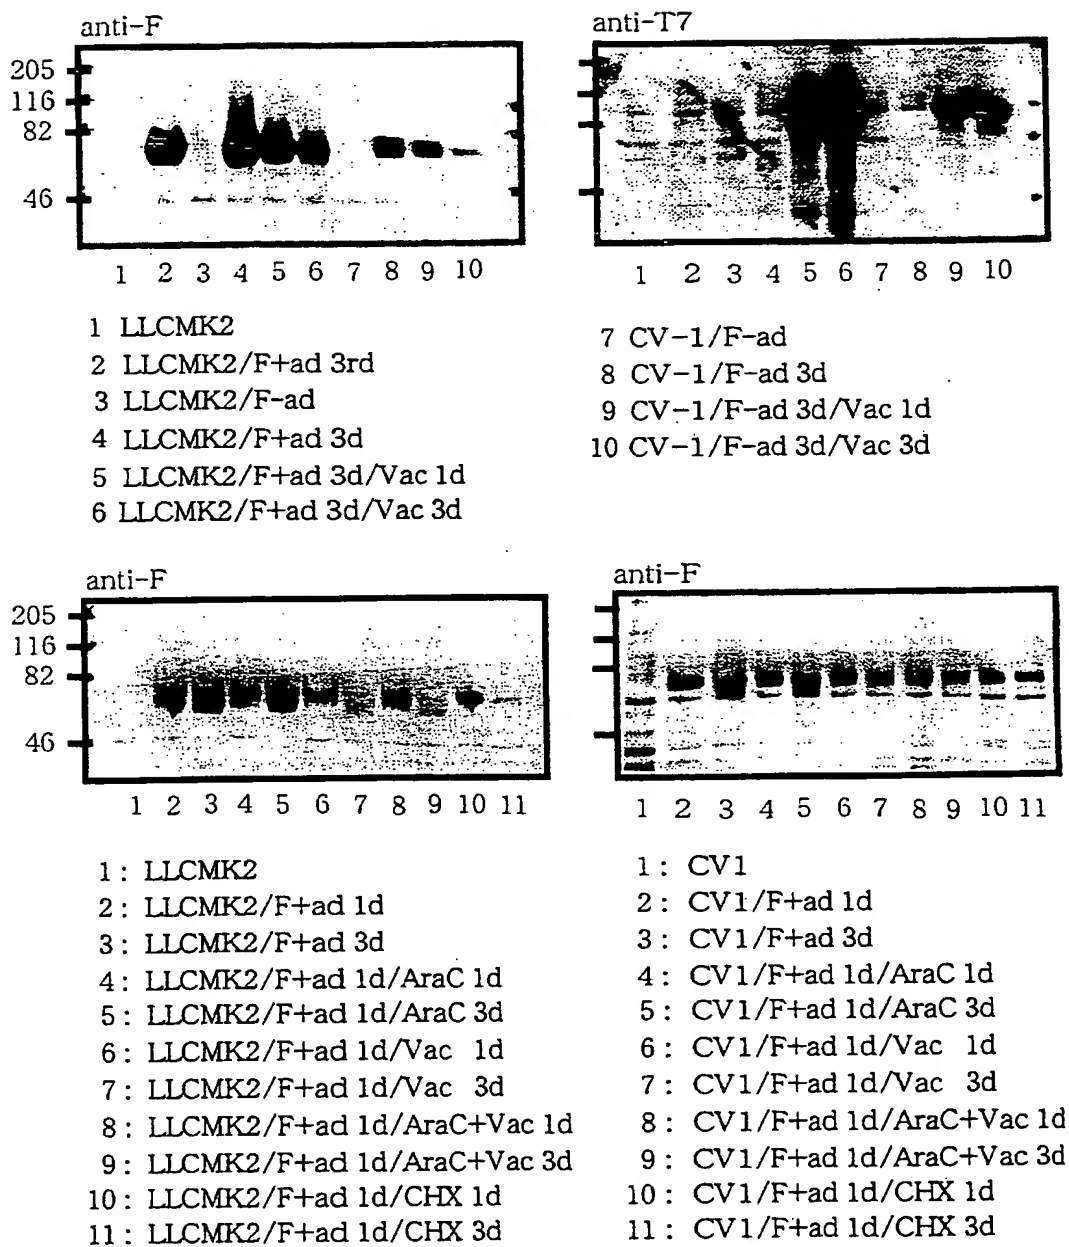 anti-F
205
116
82
46
1 2 3 4 5 6 7 8 9 10
1 LLCMK2
2 LLCMK2/F+ad 3rd
3 LLCMK2/F-ad
4 LLCMK2/F+ad 3d
5 LLCMK2/F+ad 3d/Vac 1d
6 LLCMK2/F+ad 3d/Vac 3d
anti-T7
1 2 3 4 5 6 7 8 9 10
7 CV-1/F-ad
8 CV-1/F-ad 3d
9 CV-1/F-ad 3d/Vac 1d
10 CV-1/F-ad 3d/Vac 3d
anti-F
205
116
82
46
1 2 3 4 5 6 7 8 9 10 11
1: LLCMK2
2: LLCMK2/F+ad 1d
3: LLCMK2/F+ad 3d
4: LLCMK2/F+ad 1d/AraC 1d
5: LLCMK2/F+ad 1d/AraC 3d
6: LLCMK2/F+ad 1d/Vac 1d
7: LLCMK2/F+ad 1d/Vac 3d
8: LLCMK2/F+ad 1d/AraC+Vac 1d
9: LLCMK2/F+ad 1d/AraC+Vac 3d
10: LLCMK2/F+ad 1d/CHX 1d
11: LLCMK2/F+ad 1d/CHX 3d
anti-F
1 2 3 4 5 6 7 8 9 10 11
1: CV1
2: CV1/F+ad 1d
3: CV1/F+ad 3d
4: CV1/F+ad 1d/AraC 1d
5: CV1/F+ad 1d/AraC 3d
6: CV1/F+ad 1d/Vac 1d
7: CV1/F+ad 1d/Vac 3d
8: CV1/F+ad 1d/AraC+Vac 1d
9: CV1/F+ad 1d/AraC+Vac 3d
10: CV1/F+ad 1d/CHX 1d
11: CV1/F+ad 1d/CHX 3d